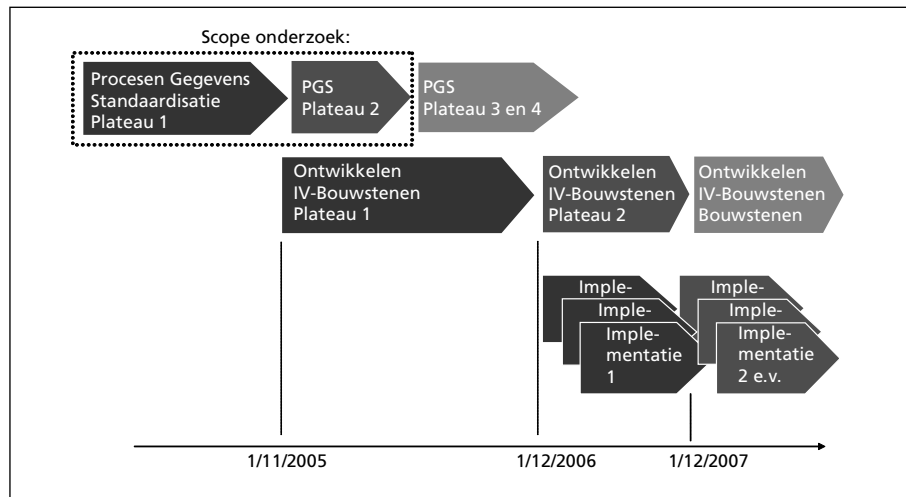 Scope onderzoek:
Procesen Gegevens
Standaardisatie
Plateau 1
PGS
Plateau 2
PGS
Plateau 3 en 4
Ontwikkelen
IV-Bouwstenen
Plateau 1
Ontwikkelen
IV-Bouwstenen
Plateau 2
Ontwikkelen
IV-Bouwstenen
Bouwstenen
Imple-
Imple-
Imple-
mentatie
1
Imple-
Imple-
Imple-
mentatie
2 e.v.
1/11/2005
1/12/2006
1/12/2007